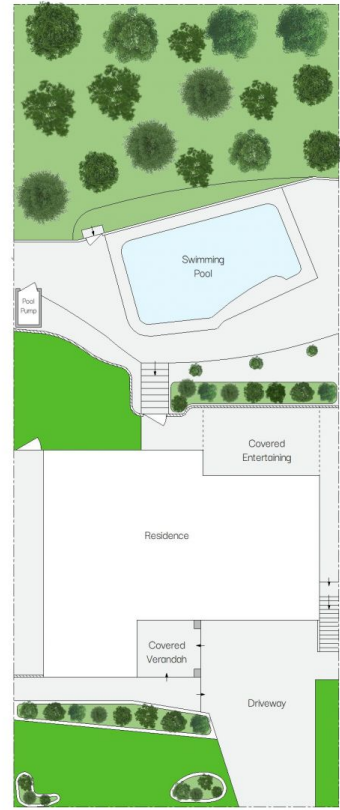 Swimming
Pool
Pool
Pump
Covered
Entertaining
Residence
Covered
Verandah
Driveway